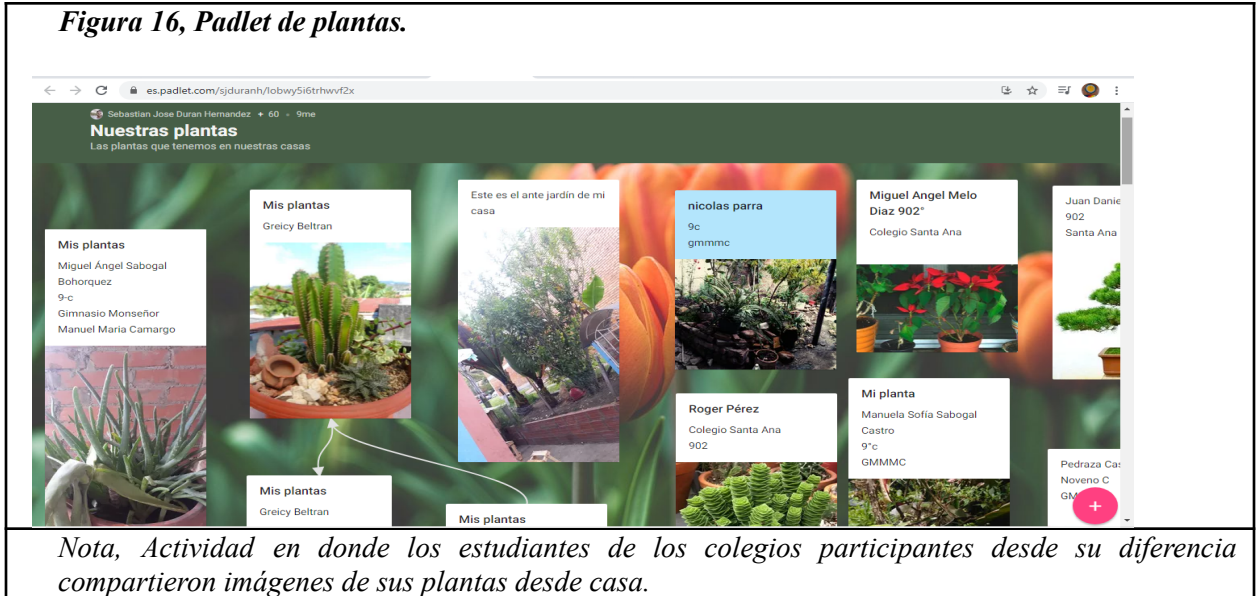 Figura 16, Padlet de plantas.
es.padlet.com/sjduranh/lobwy5i6trhwvf2x
Sebastian Jose Duran Hernandez + 60 • 9me
Nuestras plantas
Las plantas que tenemos en nuestras casas
Mis plantas
Miguel Ángel Sabogal
Bohorquez
9-c
Gimnasio Monseñor
Manuel Maria Camargo
Mis plantas
Greicy Beltran
Mis plantas
Greicy Beltran
Este es el ante jardín de mi
casa
Mis plantas
nicolas parra
9c
gmmmc
Roger Pérez
Colegio Santa Ana
902
Miguel Angel Melo
Diaz 902°
Colegio Santa Ana
Mi planta
Manuela Sofía Sabogal
Castro
9°c
GMMMC
Juan Danie
902
Santa Ana
Pedraza Cas
Noveno C
GM
Nota, Actividad en donde los estudiantes de los colegios participantes desde su diferencia
compartieron imágenes de sus plantas desde casa.